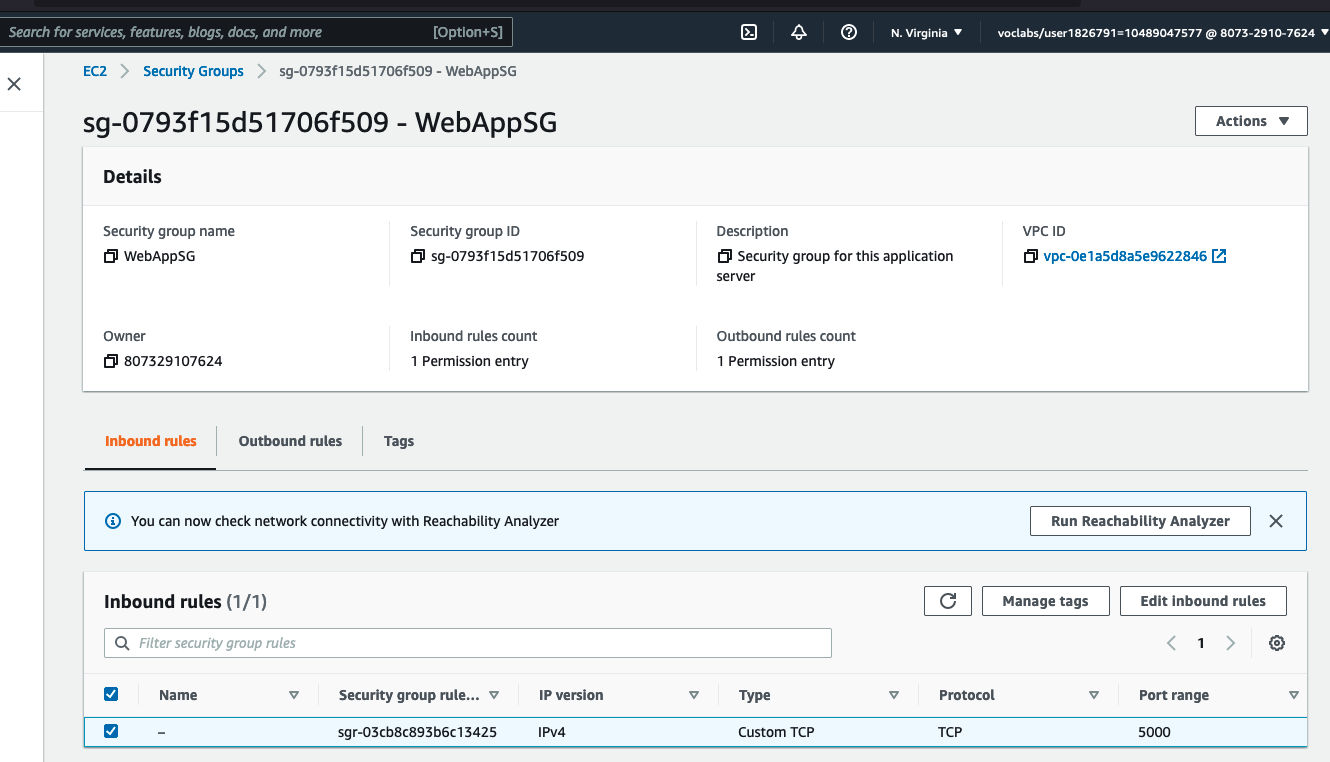 Search for services, features, blogs, docs, and more [Option+S] N. Virginia voclabs/user1826791=10489047577 @ 8073-2910-7624
EC2 Security Groups sg-0793f15d51706f509 - WebAppSG
sg-0793f15d51706f509 - WebAppSG Actions
Details
Security group name Security group ID Description VPC ID
WebAppSG sg-0793f15d51706f509 Security group for this application vpc-0e1a5d8a5e9622846
server
Owner Inbound rules count Outbound rules count
807329107624 1 Permission entry 1 Permission entry
Inbound rules Outbound rules Tags
You can now check network connectivity with Reachability Analyzer Run Reachability Analyzer
Inbound rules (1/1) Manage tags Edit inbound rules
Filter security group rules 1
Name Security group rule... IP version Type Protocol Port range
– sgr-03cb8c893b6c13425 IPv4 Custom TCP TCP 5000